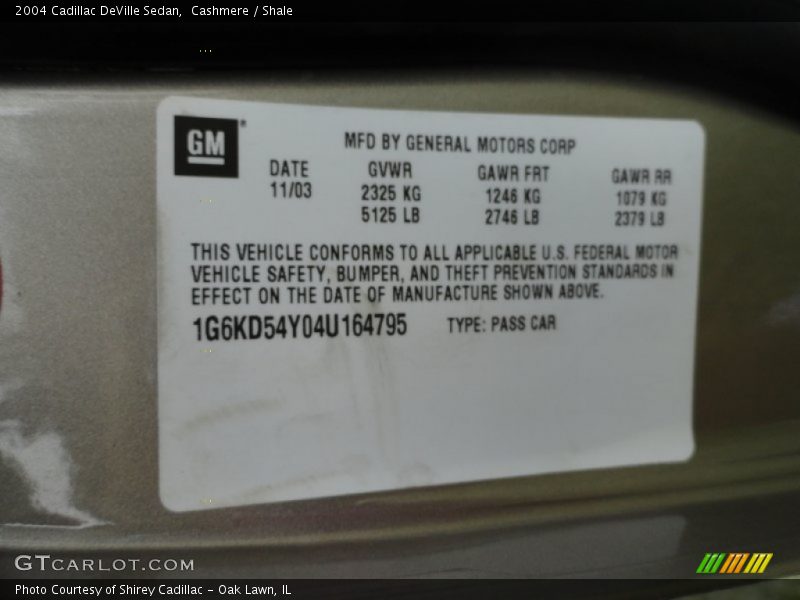 2004 Cadillac DeVille Sedan, Cashmere / Shale
GM
MFD BY GENERAL MOTORS CORP
DATE GVWR GAWR FRT GAWR RR
11/03 2325 KG 1246 KG 1079 KG
5125 LB 2746 LB 2379 LB
THIS VEHICLE CONFORMS TO ALL APPLICABLE U.S. FEDERAL MOTOR
VEHICLE SAFETY, BUMPER, AND THEFT PREVENTION STANDARDS IN
EFFECT ON THE DATE OF MANUFACTURE SHOWN ABOVE.
1G6KD54Y04U164795 TYPE: PASS CAR
GTCARLOT.COM
Photo Courtesy of Shirey Cadillac - Oak Lawn, IL